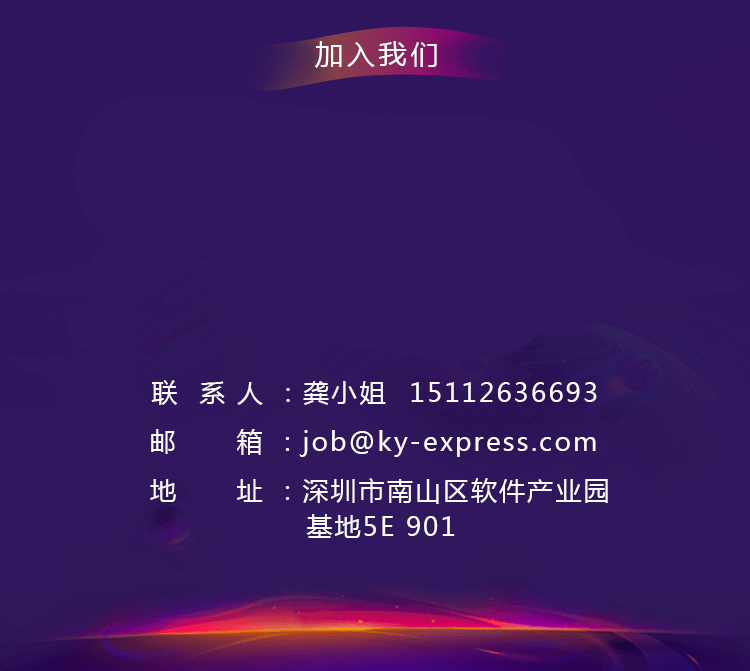 加入我们
联系人：龚小姐 15112636693
邮箱：job@ky-express.com
地址：深圳市南山区软件产业园
基地5E 901